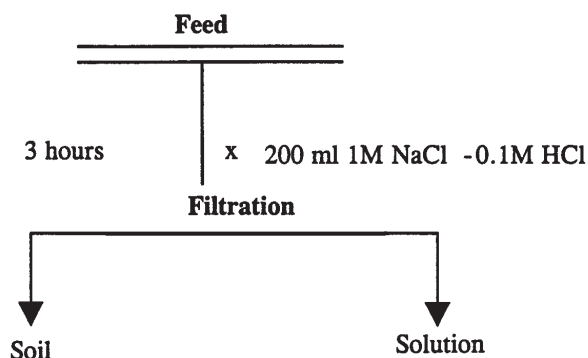 Feed
3 hours x 200 ml 1M NaCl -0.1M HCl
Filtration
Soil Solution